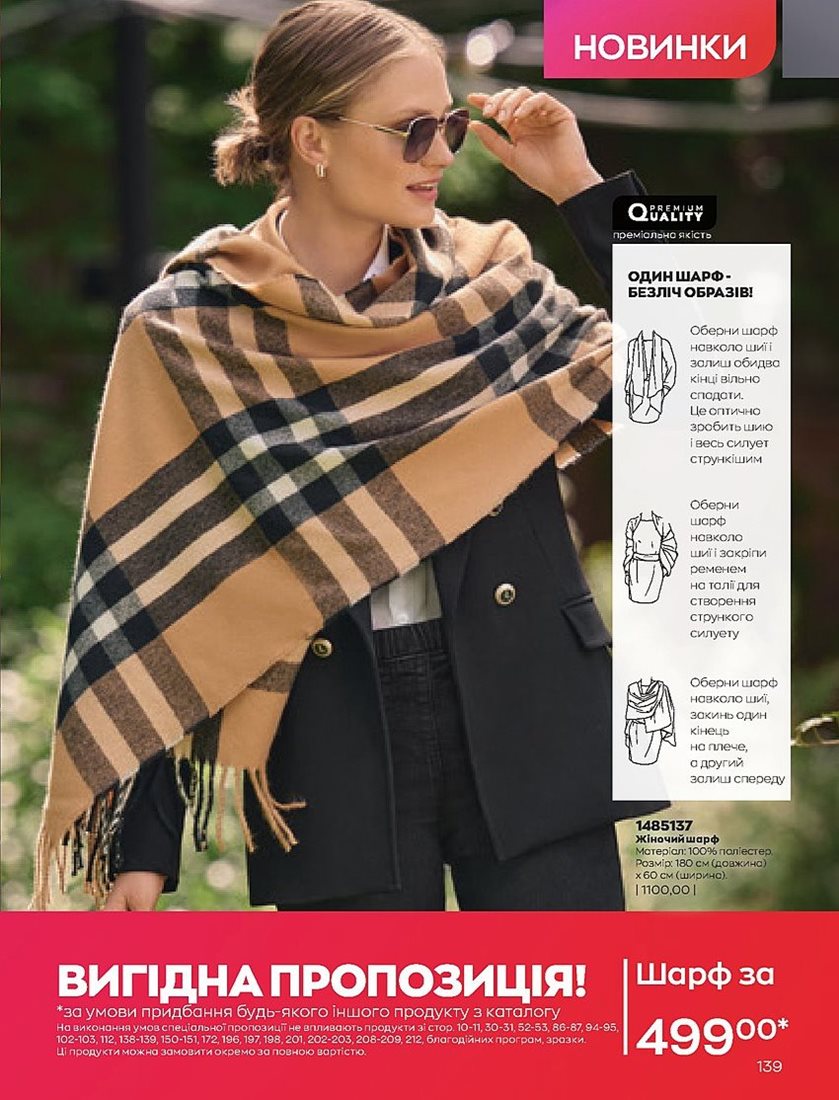 НОВИНКИ
PREMIUM
QUALITY
преміальна якість
ОДИН ШАРФ -
БЕЗЛІЧ ОБРАЗІВ!
Оберни шарф
навколо шиї і
залиш обидва
кінці вільно
спадати.
Це оптично
зробить шию
і весь силует
стрункішим
Оберни
шарф
навколо
шиї і закріпи
ременем
на талії для
створення
стрункого
силуету
Оберни шарф
навколо шиї,
закинь один
кінець
на плече,
а другий
залиш спереду
1485137
Жіночий шарф
Матеріал: 100% поліестер.
Розмір: 180 см (довжина)
х 60 см (ширина).
| 1100,00 |
ВИГІДНА ПРОПОЗИЦІЯ!
*за умови придбання будь-якого іншого продукту з каталогу
На виконання умов спеціальної пропозиції не впливають продукти зі стор. 10-11, 30-31, 52-53, 86-87, 94-95,
102-103, 112, 138-139, 150-151, 172, 196, 197, 198, 201, 202-203, 208-209, 212, благодійних програм, зразки.
Ці продукти можна замовити окремо за повною вартістю.
Шарф за
499⁰⁰*
139